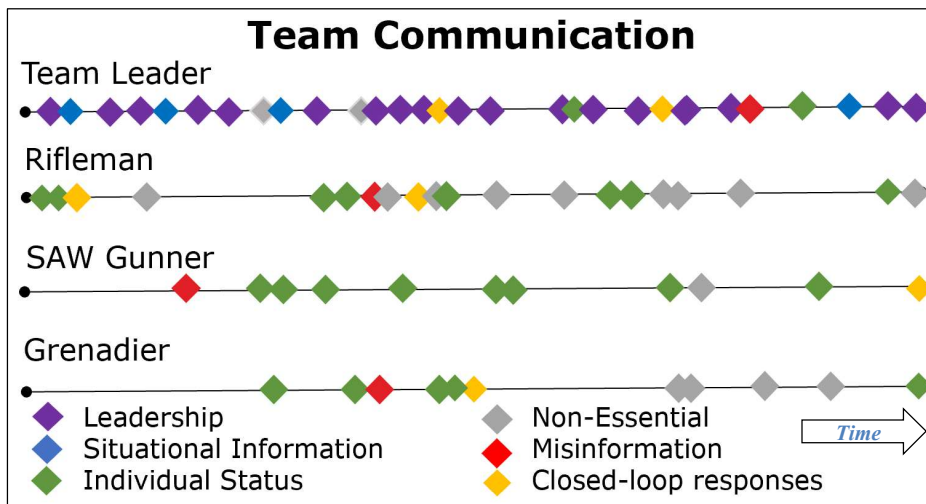 Team Communication
Team Leader
Rifleman
SAW Gunner
Grenadier
Leadership
Situational Information
Individual Status
Non-Essential
Misinformation
Closed-loop responses
Time